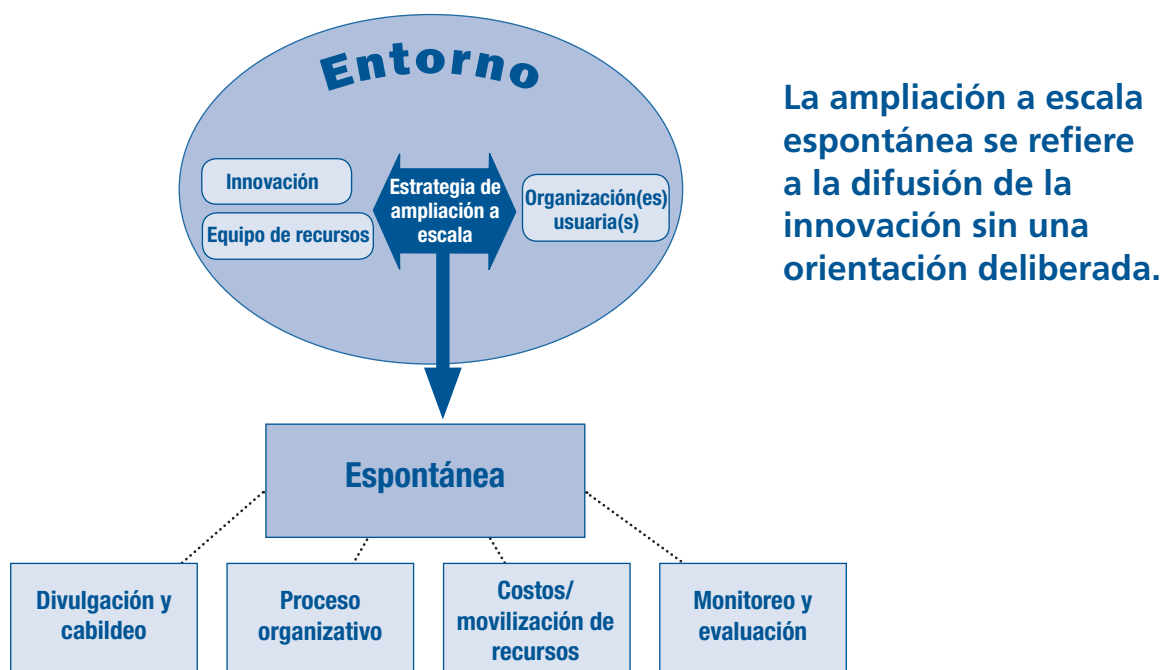 Entorno
Innovación
Equipo de recursos
Estrategia de
ampliación a
escala
Organización(es)
usuaria(s)
La ampliación a escala
espontánea se refiere
a la difusión de la
innovación sin una
orientación deliberada.
Espontánea
Divulgación y
cabildeo
Proceso
organizativo
Costos/
movilización de
recursos
Monitoreo y
evaluación